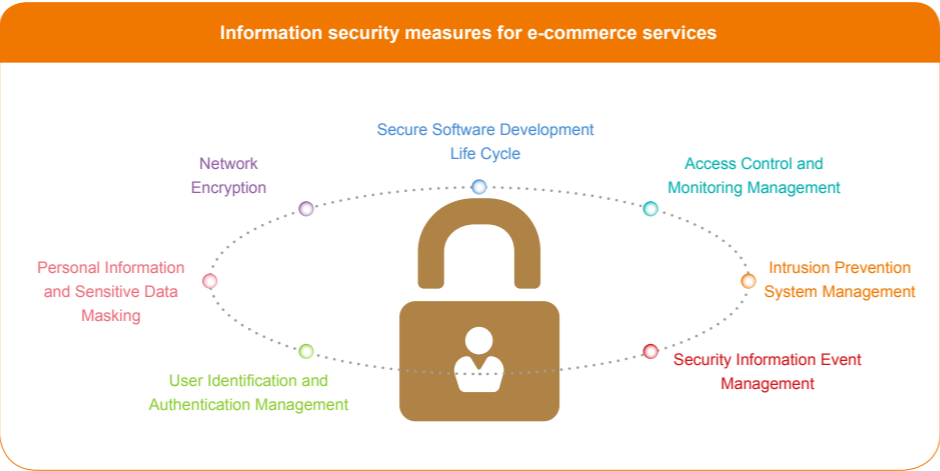 Information security measures for e-commerce services
Secure Software Development
Life Cycle
Network
Encryption
Access Control and
Monitoring Management
Personal Information
and Sensitive Data
Masking
Intrusion Prevention
System Management
User Identification and
Authentication Management
Security Information Event
Management